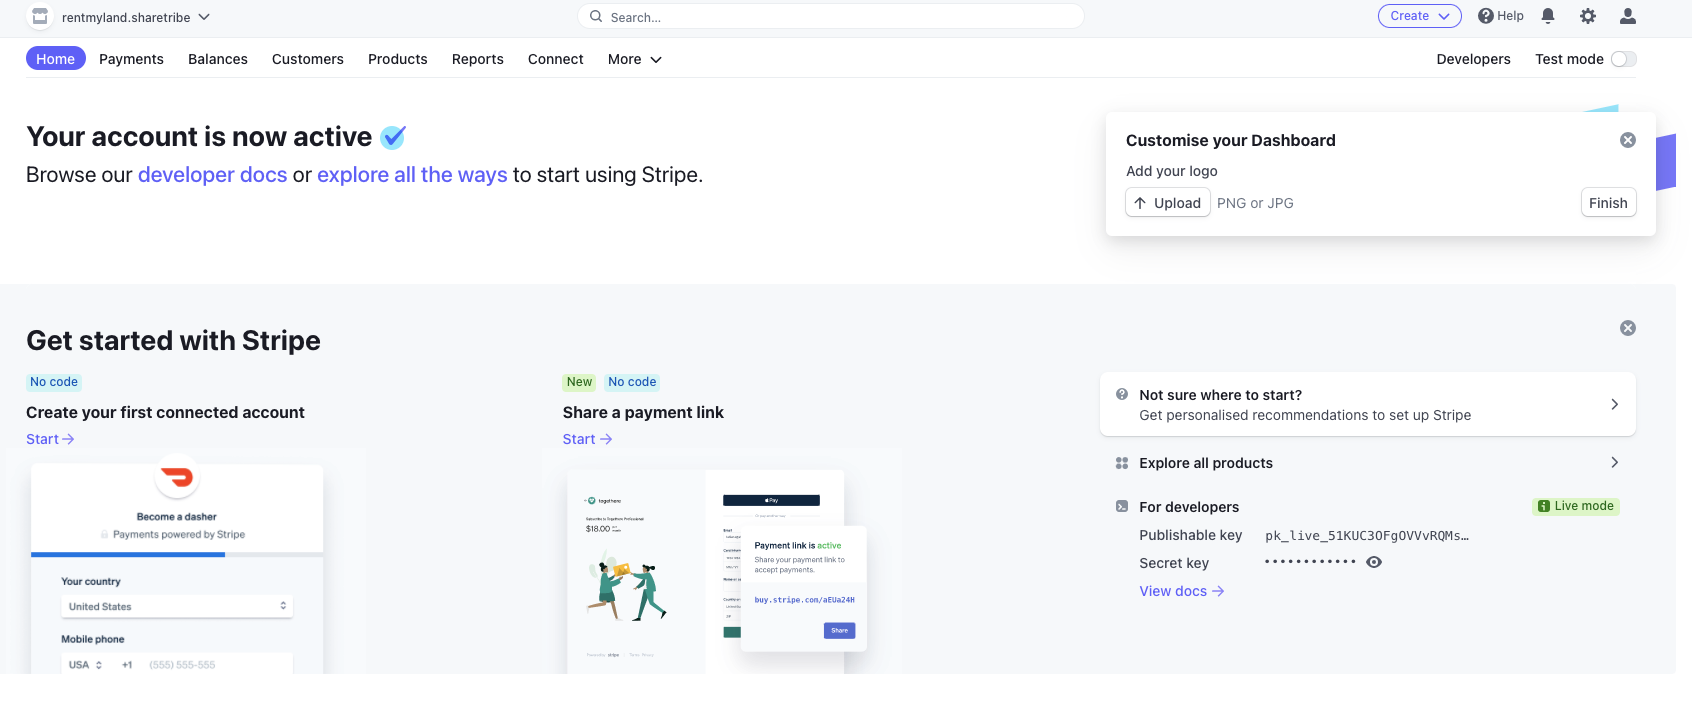 rentmyland.sharetribe
Search...
Create
Help
Home
Payments
Balances
Customers
Products
Reports
Connect
More
Developers
Test mode
Your account is now active
Browse our developer docs or explore all the ways to start using Stripe.
Customise your Dashboard
Add your logo
Upload
PNG or JPG
Finish
Get started with Stripe
No code
Create your first connected account
Start
Become a dasher
Payments powered by Stripe
Your country
United States
Mobile phone
USA +1 (555) 555-555
New
No code
Share a payment link
Start
togethere
Subscribe to Togethere Professional
$18.00
Pay
Payment link is active
Share your payment link to
accept payments.
buy.stripe.com/aEUa24H
Share
Not sure where to start?
Get personalised recommendations to set up Stripe
Explore all products
For developers
Live mode
Publishable key pk_live_51KUC3OFgOVVvRQMs…
Secret key ••••••••••••
View docs